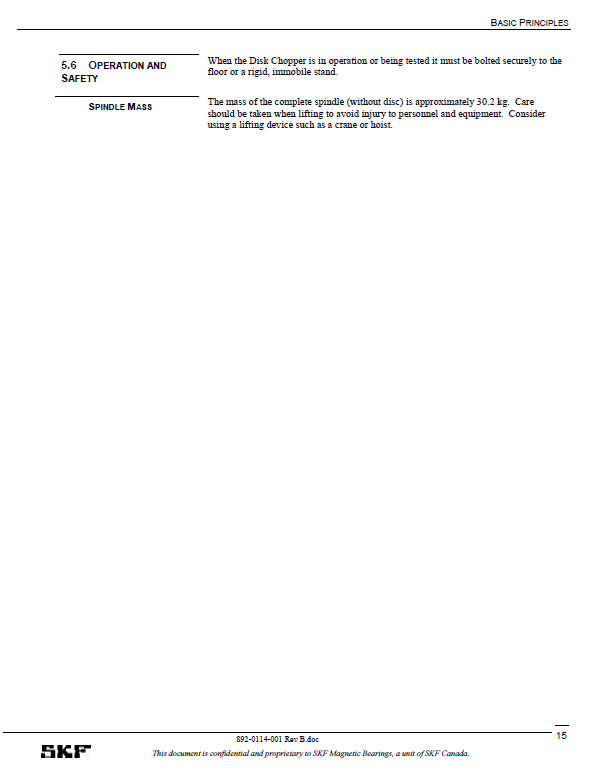 BASIC PRINCIPLES
5.6 OPERATION AND
SAFETY
When the Disk Chopper is in operation or being tested it must be bolted securely to the
floor or a rigid, immobile stand.
SPINDLE MASS
The mass of the complete spindle (without disc) is approximately 30.2 kg. Care
should be taken when lifting to avoid injury to personnel and equipment. Consider
using a lifting device such as a crane or hoist.
892-0114-001 Rev B.doc
15
SKF
This document is confidential and proprietary to SKF Magnetic Bearings, a unit of SKF Canada.